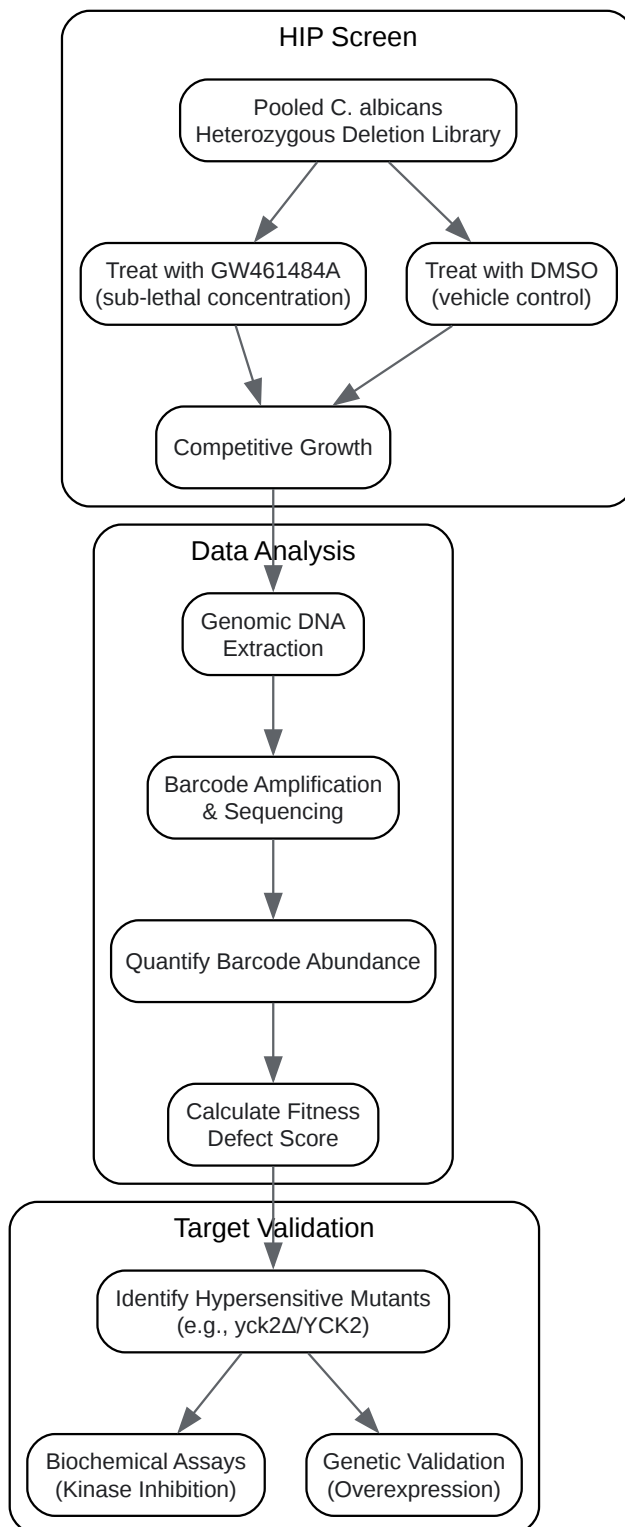 HIP Screen
Pooled C. albicans
Heterozygous Deletion Library
Treat with GW461484A
(sub-lethal concentration)
Treat with DMSO
(vehicle control)
Competitive Growth
Data Analysis
Genomic DNA
Extraction
Barcode Amplification
& Sequencing
Quantify Barcode Abundance
Calculate Fitness
Defect Score
Target Validation
Identify Hypersensitive Mutants
(e.g., yck2Δ/YCK2)
Biochemical Assays
(Kinase Inhibition)
Genetic Validation
(Overexpression)